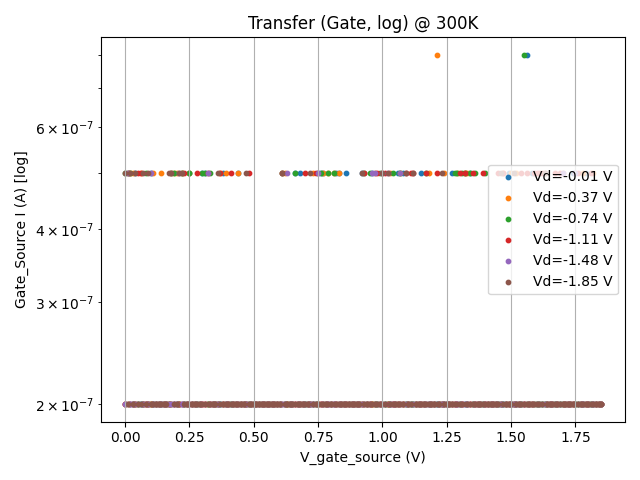 Transfer (Gate, log) @ 300K
Gate_Source I (A) [log]
6 × 10⁻⁷
4 × 10⁻⁷
3 × 10⁻⁷
2 × 10⁻⁷
Vd=-0.01 V
Vd=-0.37 V
Vd=-0.74 V
Vd=-1.11 V
Vd=-1.48 V
Vd=-1.85 V
0.00 0.25 0.50 0.75 1.00 1.25 1.50 1.75
V_gate_source (V)